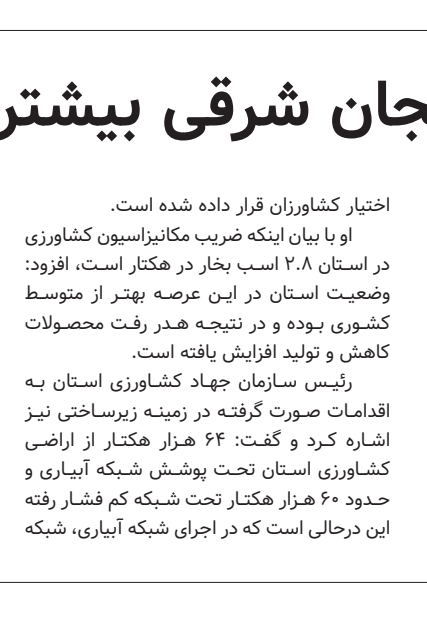 جان شرقی بیشتر
اختیار کشاورزان قرار داده شده است.
او با بیان اینکه ضریب مکانیزاسیون کشاورزی
در استان ۲.۸ اسب بخار در هکتار است، افزود:
وضعیت استان در این عرصه بهتر از متوسط
کشوری بوده و در نتیجه هدر رفت محصولات
کاهش و تولید افزایش یافته است.
رئیس سازمان جهاد کشاورزی استان به
اقدامات صورت گرفته در زمینه زیرساختی نیز
اشاره کرد و گفت: ۶۴ هزار هکتار از اراضی
کشاورزی استان تحت پوشش شبکه آبیاری و
حدود ۶۰ هزار هکتار تحت شبکه کم فشار رفته
این درحالی است که در اجرای شبکه آبیاری، شبکه